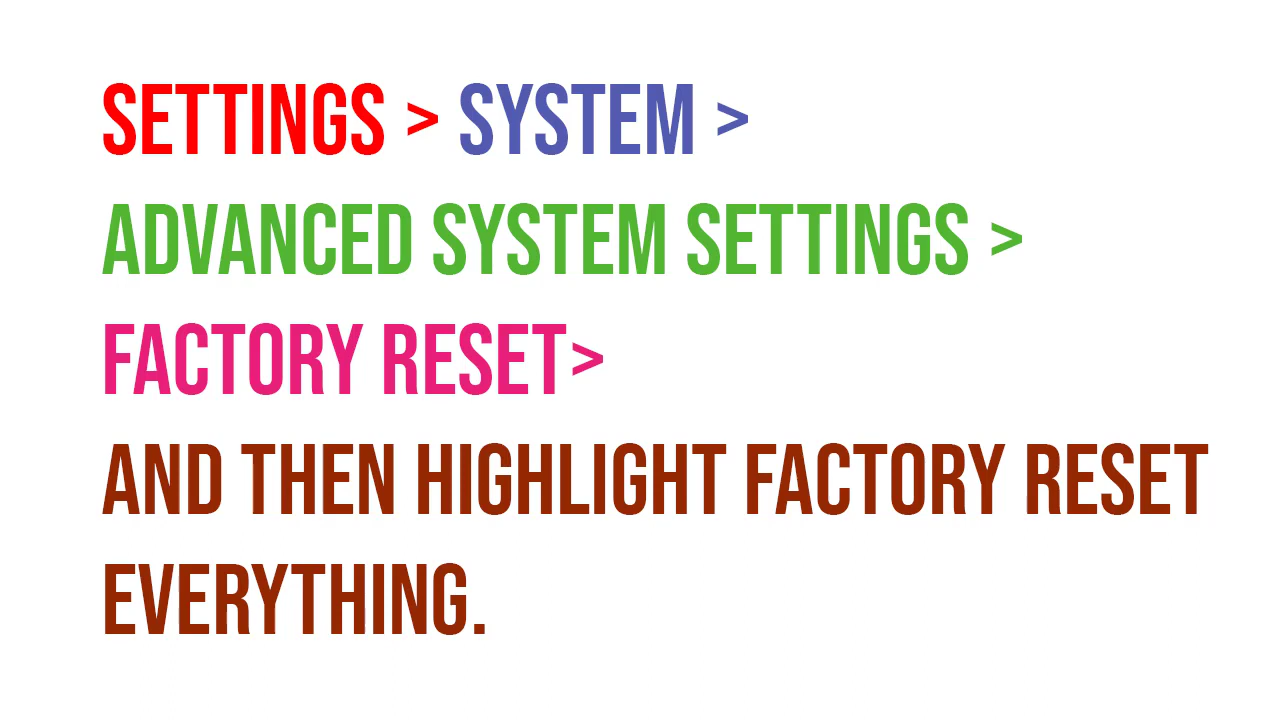 SETTINGS > SYSTEM >
ADVANCED SYSTEM SETTINGS >
FACTORY RESET>
AND THEN HIGHLIGHT FACTORY RESET
EVERYTHING.